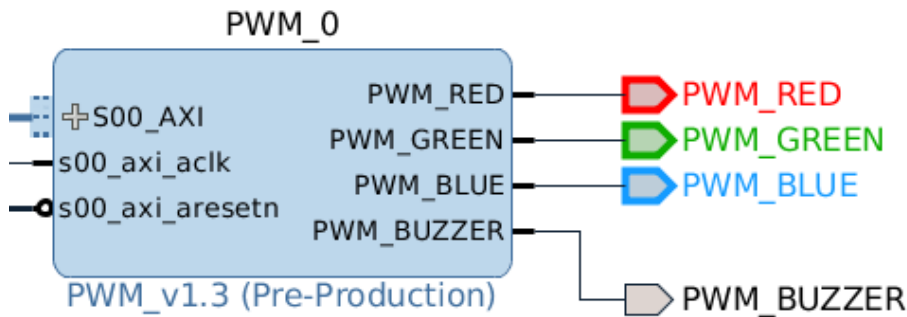 PWM_0
S00_AXI
s00_axi_aclk
s00_axi_aresetn
PWM_RED
PWM_GREEN
PWM_BLUE
PWM_BUZZER
PWM_RED
PWM_GREEN
PWM_BLUE
PWM_BUZZER
PWM_v1.3 (Pre-Production)